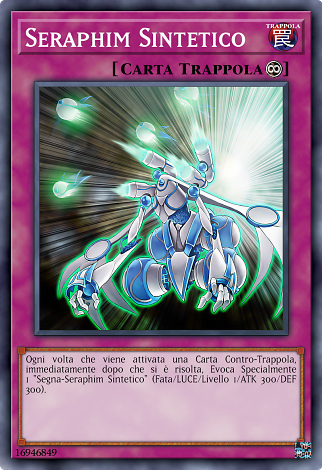 Seraphim Sintetico
TRAPPOLA
罠
[Carta Trappola]
Ogni volta che viene attivata una Carta Contro-Trappola,
immediatamente dopo che si è risolta, Evoca Specialmente
1 "Segna-Seraphim Sintetico" (Fata/LUCE/Livello 1/ATK 300/DEF
300).
16946849